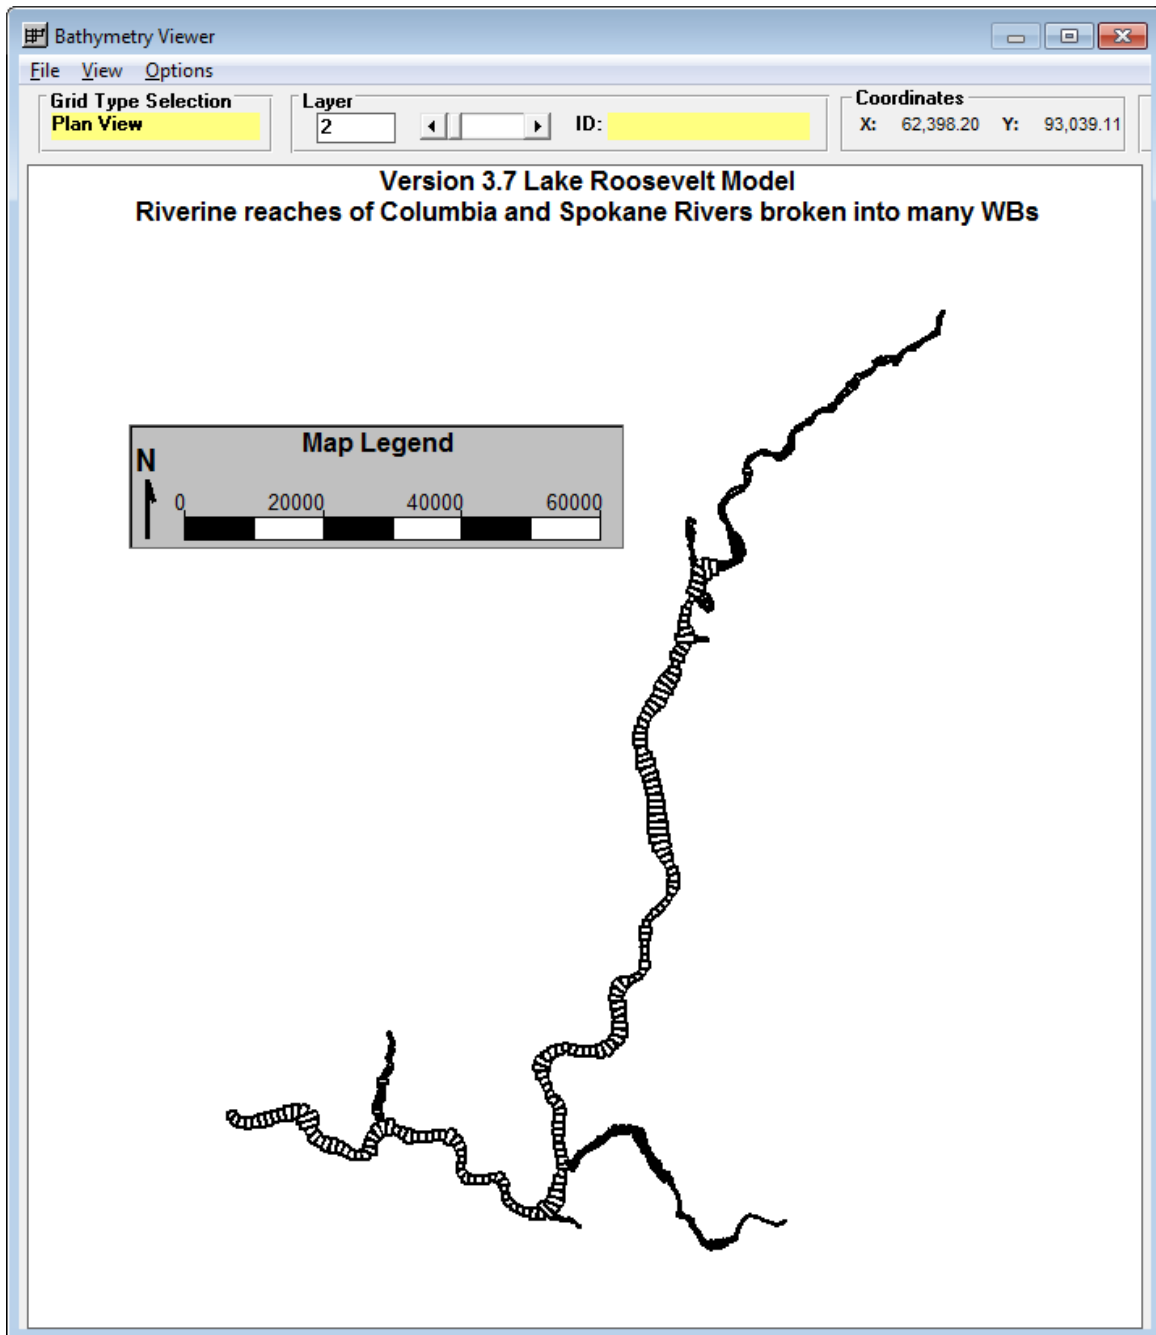 Bathymetry Viewer
File View Options
Grid Type Selection
Plan View
Layer
2
ID:
Coordinates
X: 62,398.20 Y: 93,039.11
Version 3.7 Lake Roosevelt Model
Riverine reaches of Columbia and Spokane Rivers broken into many WBs
Map Legend
N
0 20000 40000 60000